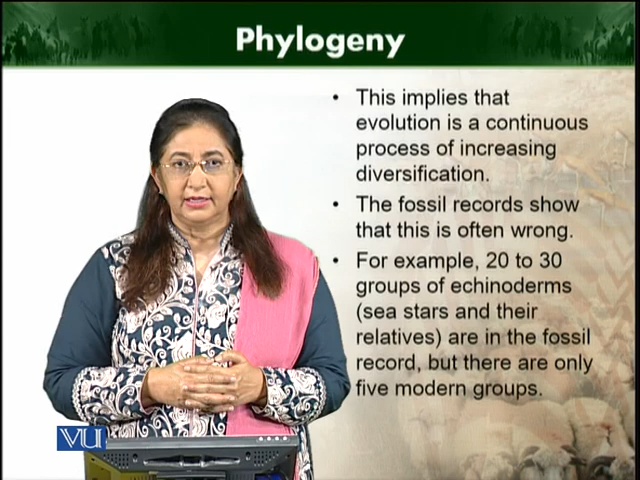 Phylogeny
• This implies that
evolution is a continuous
process of increasing
diversification.
• The fossil records show
that this is often wrong.
• For example, 20 to 30
groups of echinoderms
(sea stars and their
relatives) are in the fossil
record, but there are only
five modern groups.
VU